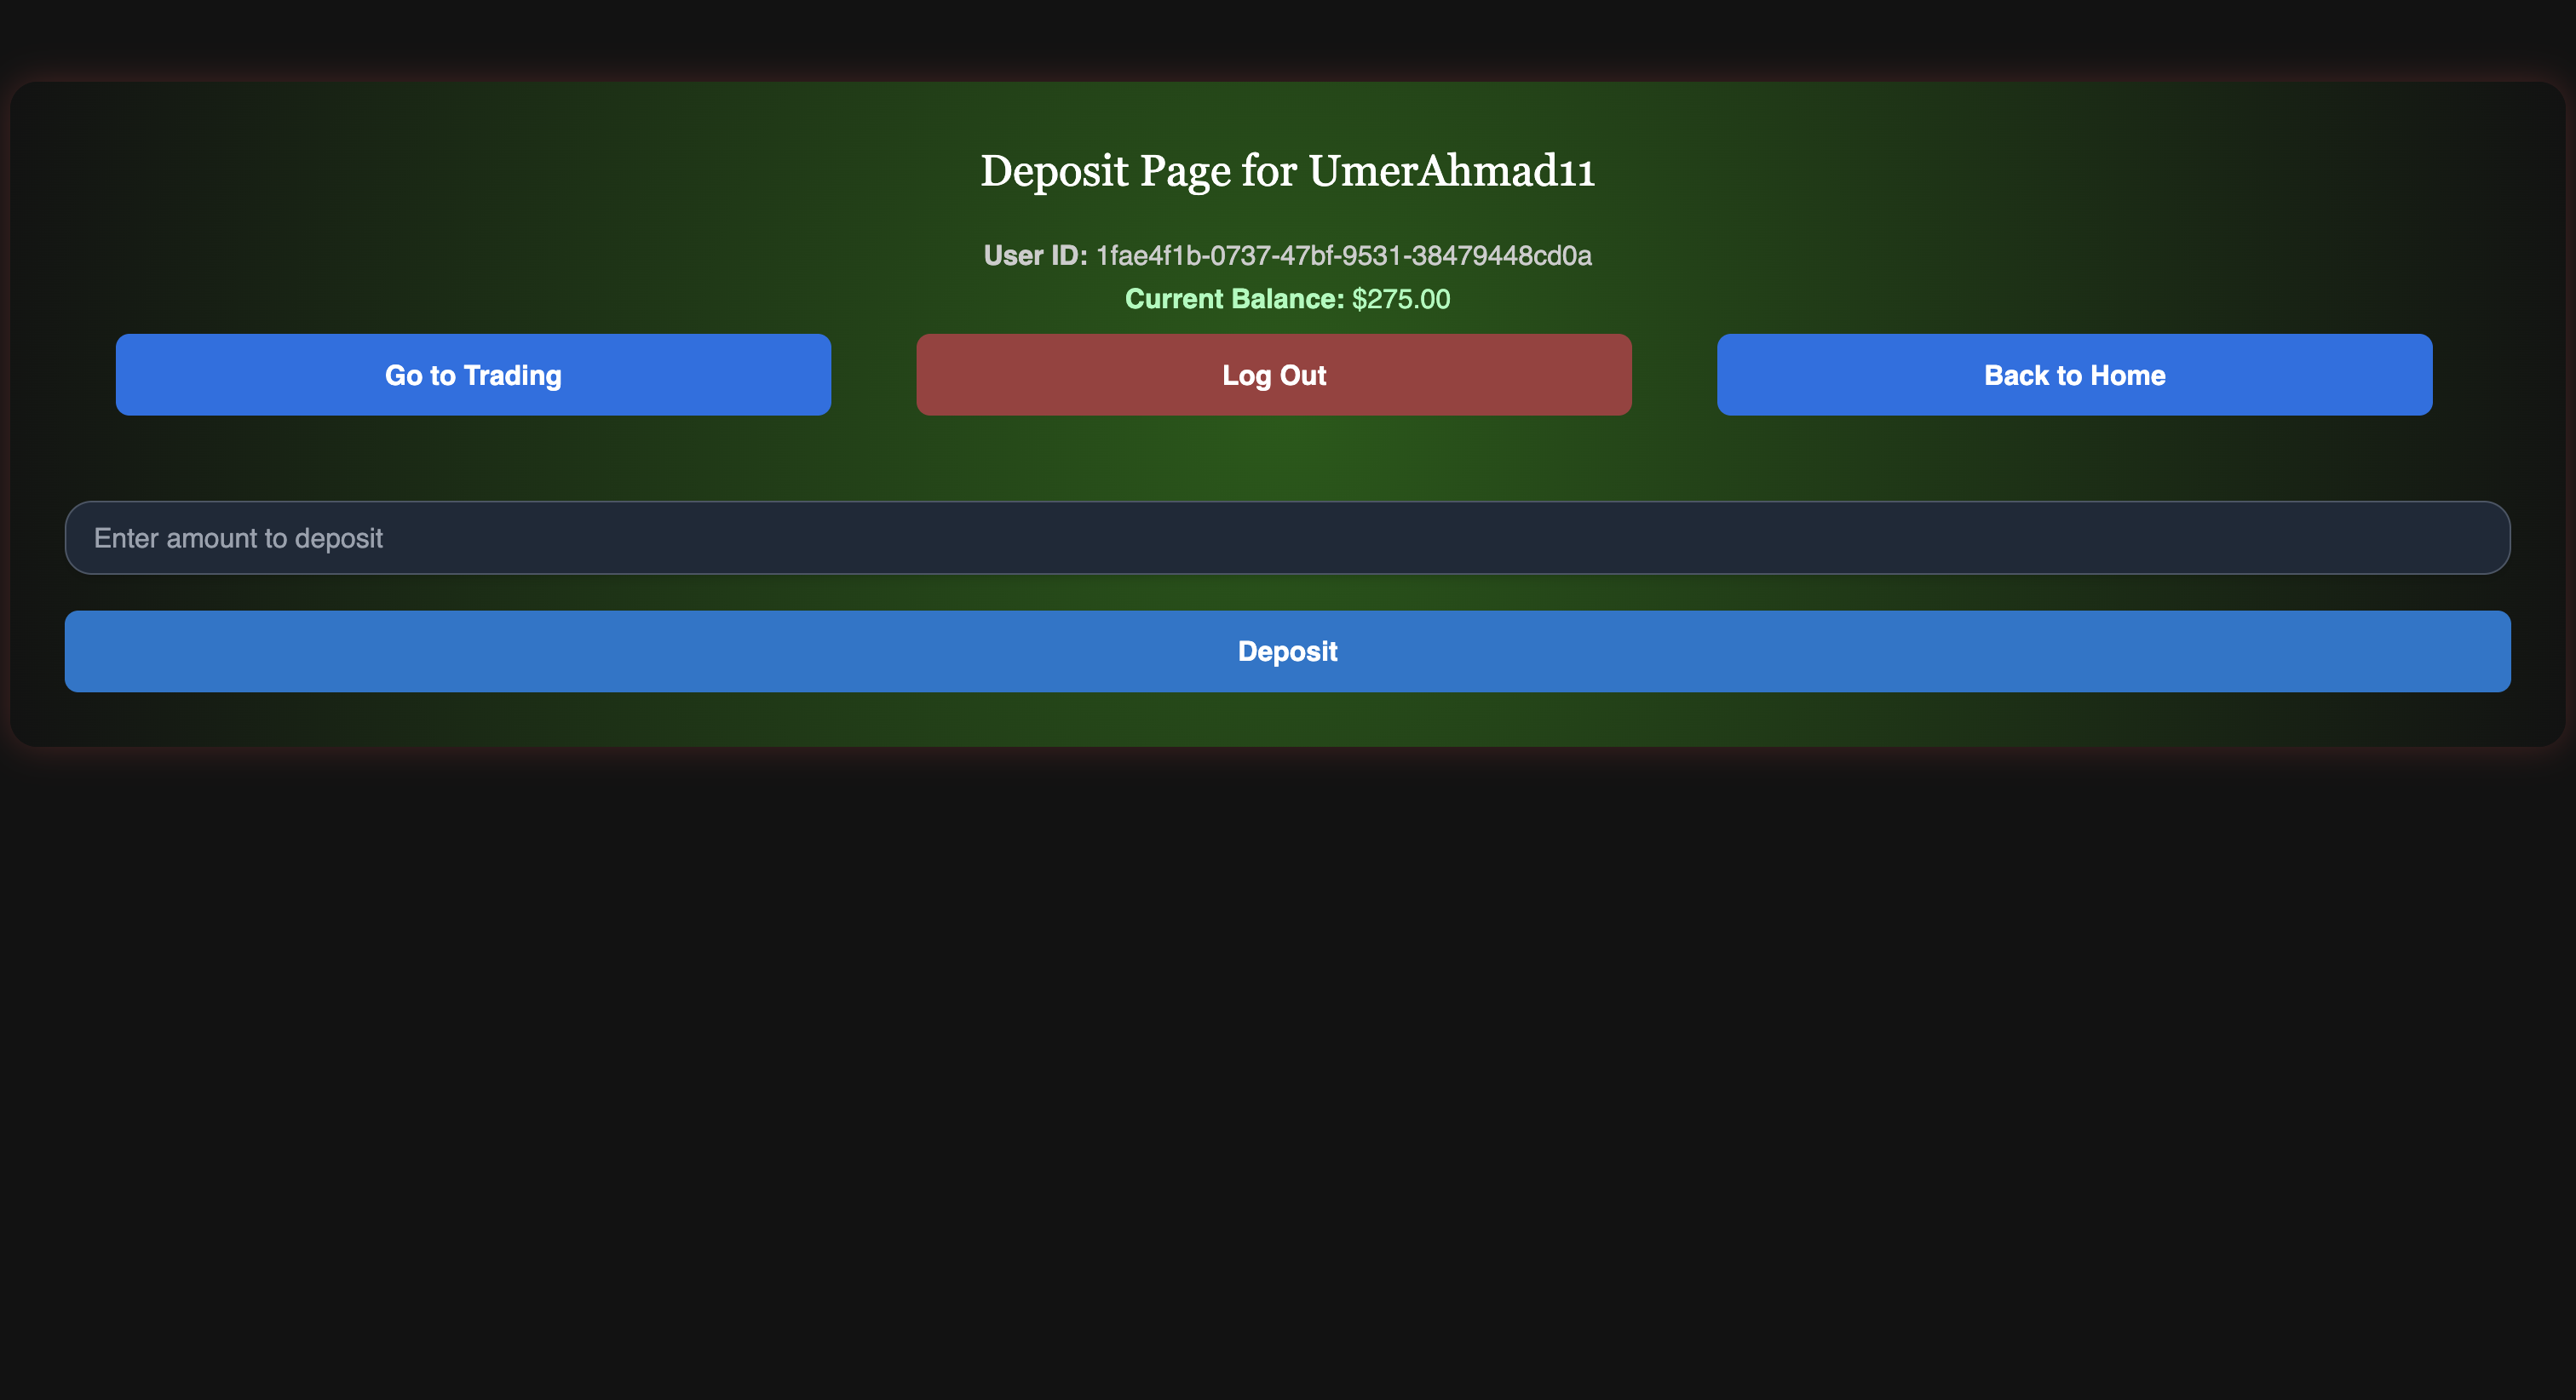 Deposit Page for UmerAhmad11
User ID: 1fae4f1b-0737-47bf-9531-38479448cd0a
Current Balance: $275.00
Go to Trading
Log Out
Back to Home
Enter amount to deposit
Deposit